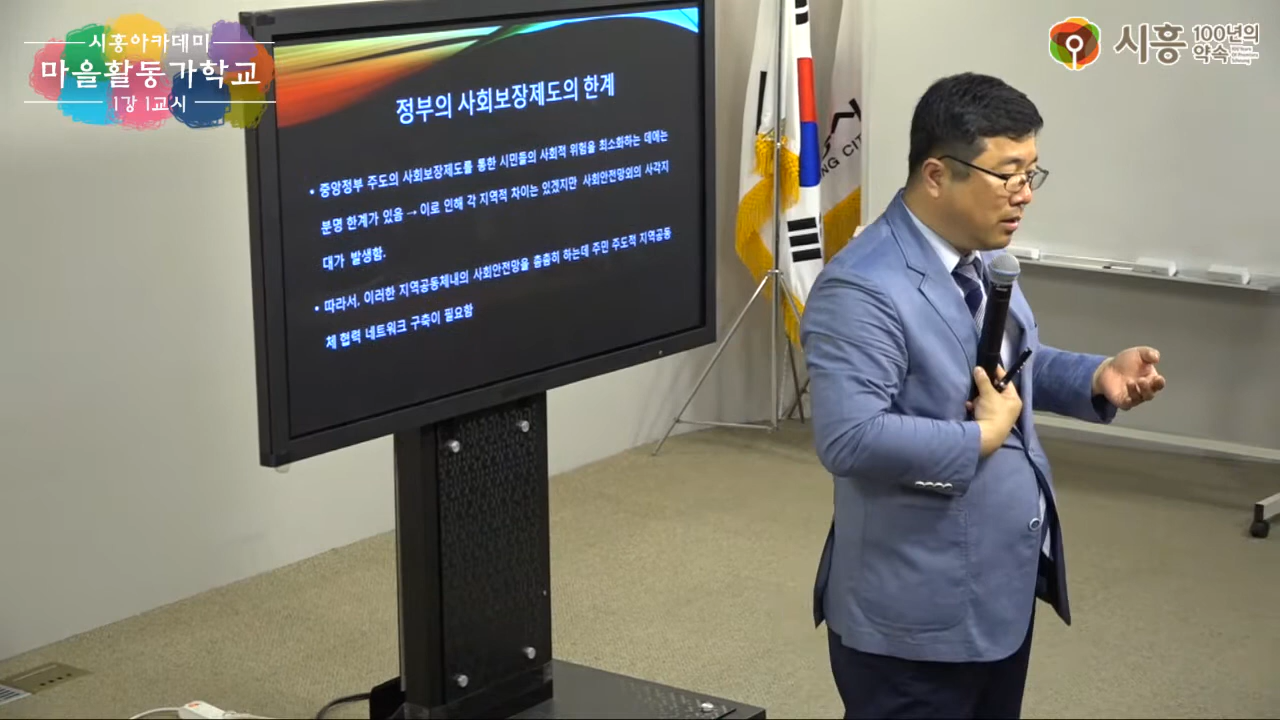 시흥아카데미
마을활동가학교
1강 1교시
시흥 100년의 약속
정부의 사회보장제도의 한계
• 중앙정부 주도의 사회보장제도를 통한 시민들의 사회적 위험을 최소화하는 데에는
분명 한계가 있음 → 이로 인해 각 지역적 차이는 있겠지만 사회안전망외의 사각지
대가 발생함.
• 따라서, 이러한 지역공동체내의 사회안전망을 촘촘히 하는데 주민 주도적 지역공동
체 협력 네트워크 구축이 필요함
NG CITY